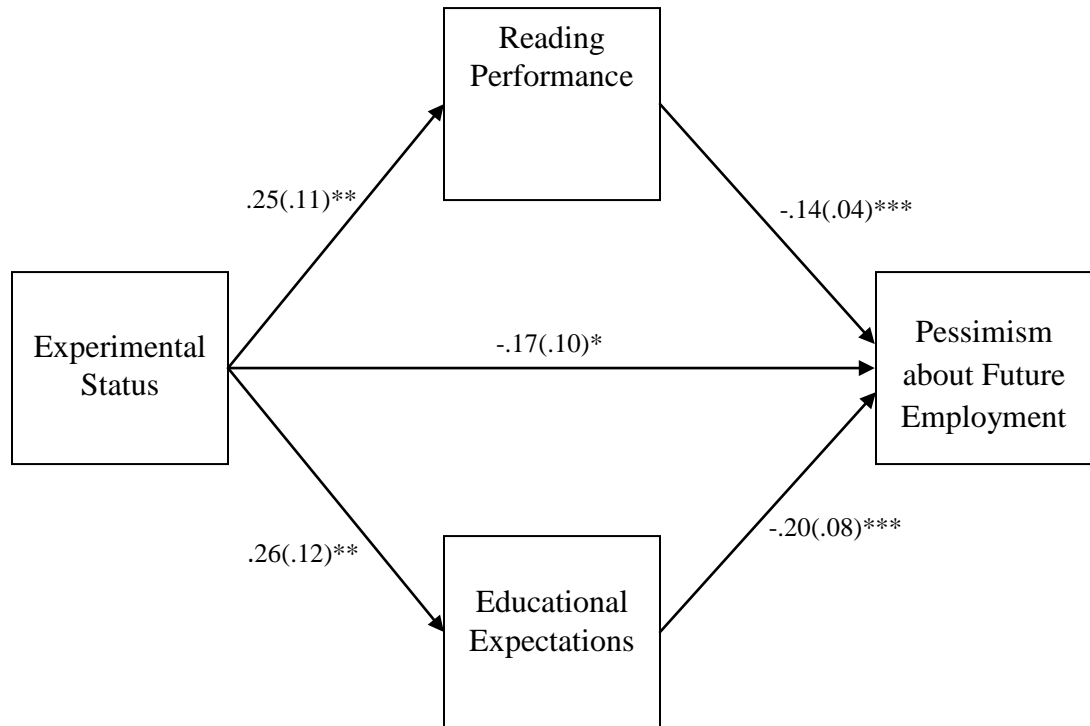 Reading
Performance
.25(.11)**
-.14(.04)***
Experimental
Status
-.17(.10)*
Pessimism
about Future
Employment
.26(.12)**
-.20(.08)***
Educational
Expectations